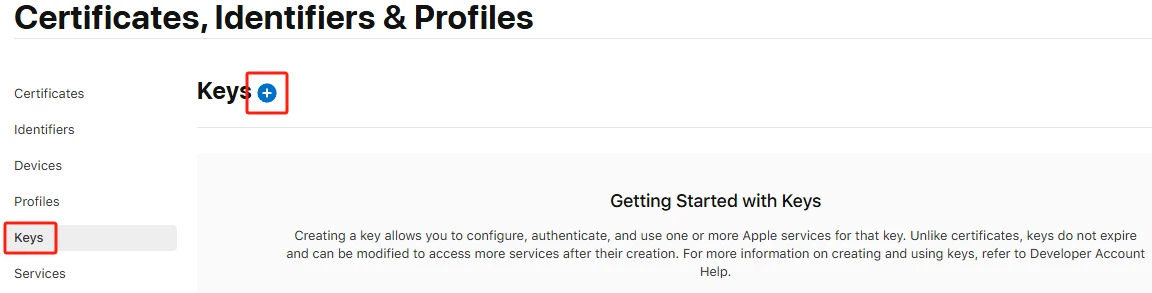 Certificates, Identifiers & Profiles
Certificates
Identifiers
Devices
Profiles
Keys
Services
Keys
Getting Started with Keys
Creating a key allows you to configure, authenticate, and use one or more Apple services for that key. Unlike certificates, keys do not expire
and can be modified to access more services after their creation. For more information on creating and using keys, refer to Developer Account
Help.